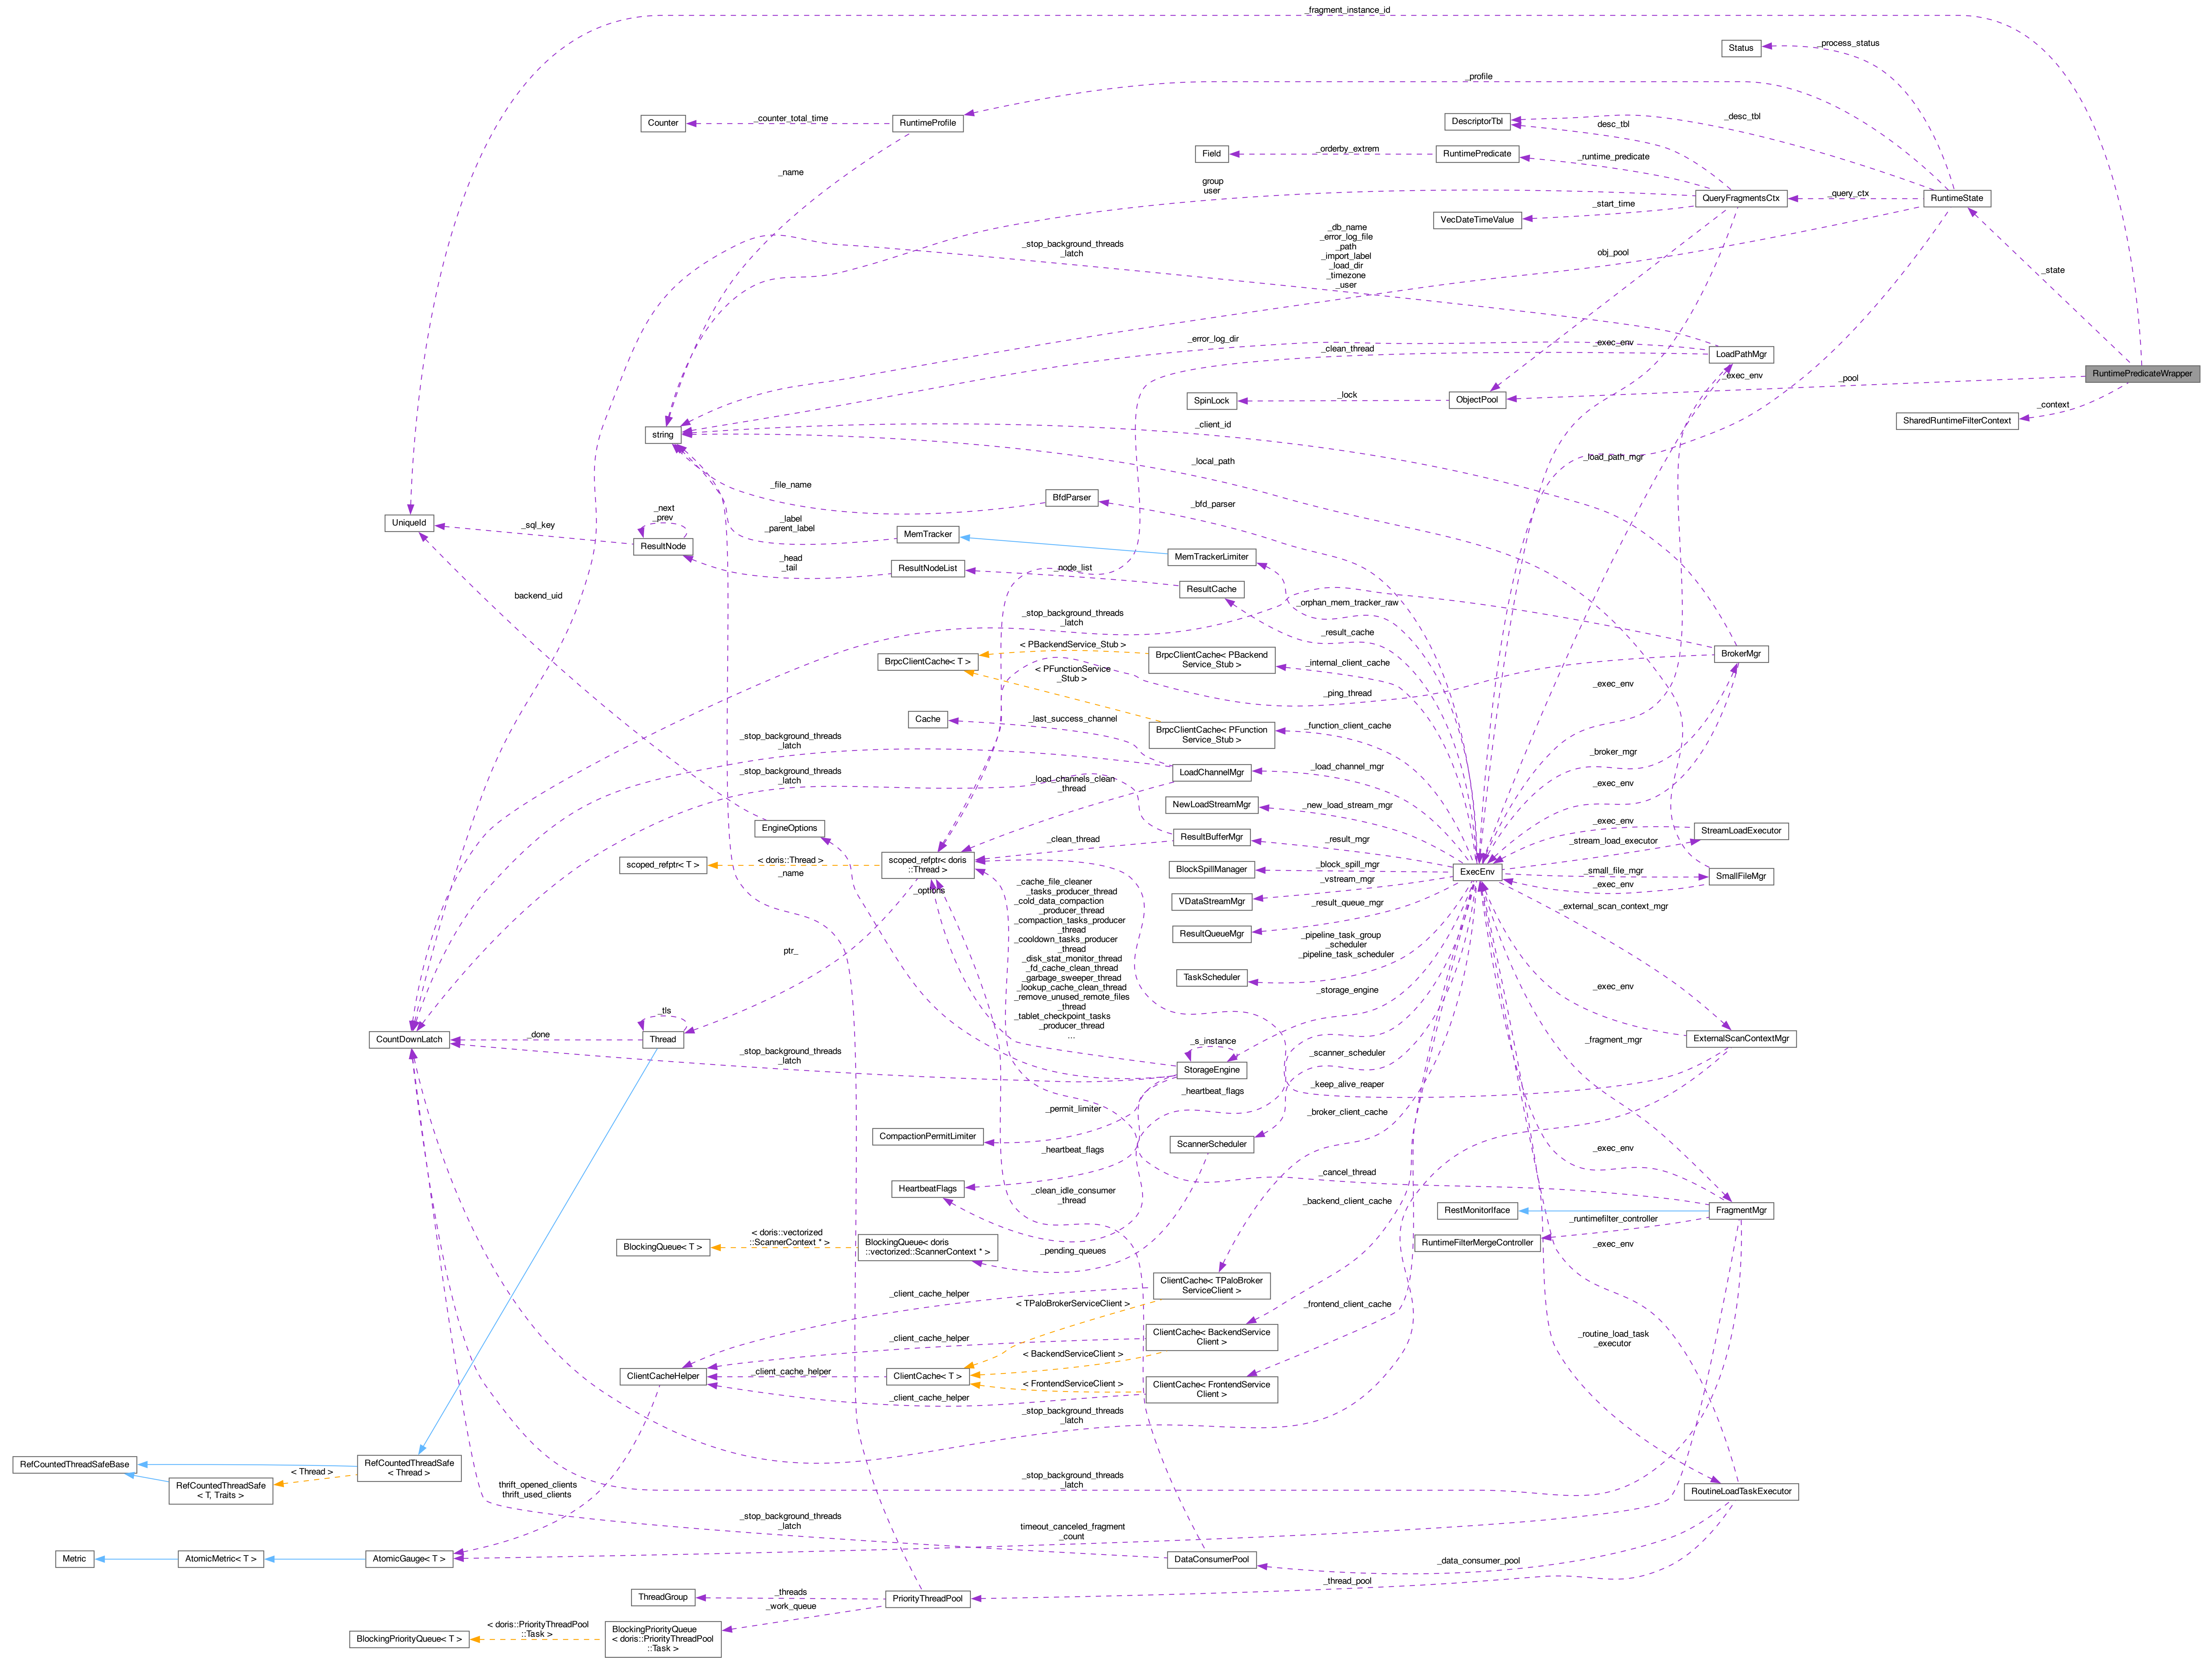 _fragment_instance_id
_process_status
Status
_profile
Counter
_counter_total_time
RuntimeProfile
DescriptorTbl
desc_tbl
_desc_tbl
Field
_orderby_extrem
RuntimePredicate
_runtime_predicate
_name
group
user
_query_ctx
QueryFragmentsCtx
RuntimeState
VecDateTimeValue
_start_time
_stop_background_threads
_latch
_db_name
_error_log_file
_path
_import_label
_load_dir
_timezone
_user
obj_pool
_state
_error_log_dir
_clean_thread
_exec_env
LoadPathMgr
_exec_env
_pool
RuntimePredicateWrapper
SpinLock
_lock
ObjectPool
_context
SharedRuntimeFilterContext
_client_id
string
_local_path
_load_path_mgr
_file_name
BfdParser
_bfd_parser
UniqueId
_sql_key
_next
_prev
ResultNode
_label
_parent_label
MemTracker
MemTrackerLimiter
_head
_tail
ResultNodeList
_node_list
ResultCache
backend_uid
_orphan_mem_tracker_raw
_stop_background_threads
_latch
_result_cache
< PBackendService_Stub >
BrpcClientCache< T >
BrpcClientCache< PBackend
Service_Stub >
_internal_client_cache
BrokerMgr
< PFunctionService
_Stub >
_ping_thread
_exec_env
Cache
_last_success_channel
BrpcClientCache< PFunction
Service_Stub >
_function_client_cache
_stop_background_threads
_latch
_broker_mgr
_stop_background_threads
_latch
_load_channels_clean
_thread
LoadChannelMgr
_load_channel_mgr
_exec_env
NewLoadStreamMgr
_new_load_stream_mgr
EngineOptions
_clean_thread
ResultBufferMgr
_result_mgr
_exec_env
StreamLoadExecutor
_stream_load_executor
scoped_refptr< T >
< doris::Thread >
_name
scoped_refptr< doris
::Thread >
BlockSpillManager
_block_spill_mgr
ExecEnv
_small_file_mgr
SmallFileMgr
_exec_env
_options
_vstream_mgr
VDataStreamMgr
_external_scan_context_mgr
_result_queue_mgr
ResultQueueMgr
_cache_file_cleaner
_tasks_producer_thread
_cold_data_compaction
_producer_thread
_compaction_tasks_producer
_thread
_cooldown_tasks_producer
_thread
_disk_stat_monitor_thread
_fd_cache_clean_thread
_garbage_sweeper_thread
_lookup_cache_clean_thread
_remove_unused_remote_files
_thread
_tablet_checkpoint_tasks
_producer_thread
...
ptr_
_pipeline_task_group
_scheduler
_pipeline_task_scheduler
TaskScheduler
_storage_engine
_exec_env
_tls
CountDownLatch
_done
Thread
_s_instance
_fragment_mgr
ExternalScanContextMgr
_stop_background_threads
_latch
StorageEngine
_scanner_scheduler
_heartbeat_flags
_keep_alive_reaper
_permit_limiter
_broker_client_cache
CompactionPermitLimiter
ScannerScheduler
_heartbeat_flags
_exec_env
_cancel_thread
HeartbeatFlags
_clean_idle_consumer
_thread
_backend_client_cache
RestMonitorIface
FragmentMgr
_runtimefilter_controller
RuntimeFilterMergeController
_exec_env
BlockingQueue< T >
< doris::vectorized
::ScannerContext * >
BlockingQueue< doris
::vectorized::ScannerContext * >
_pending_queues
_client_cache_helper
< TPaloBrokerServiceClient >
ClientCache< TPaloBroker
ServiceClient >
_frontend_client_cache
_client_cache_helper
< BackendServiceClient >
ClientCache< BackendService
Client >
_routine_load_task
_executor
ClientCacheHelper
_client_cache_helper
ClientCache< T >
< FrontendServiceClient >
ClientCache< FrontendService
Client >
_client_cache_helper
_stop_background_threads
_latch
RefCountedThreadSafeBase
< Thread >
RefCountedThreadSafe
< Thread >
RefCountedThreadSafe
< T, Traits >
thrift_opened_clients
thrift_used_clients
_stop_background_threads
_latch
RoutineLoadTaskExecutor
_stop_background_threads
_latch
timeout_canceled_fragment
_count
Metric
AtomicMetric< T >
AtomicGauge< T >
DataConsumerPool
_data_consumer_pool
_thread_pool
ThreadGroup
_threads
PriorityThreadPool
_work_queue
BlockingPriorityQueue< T >
< doris::PriorityThreadPool
::Task >
BlockingPriorityQueue
< doris::PriorityThreadPool
::Task >